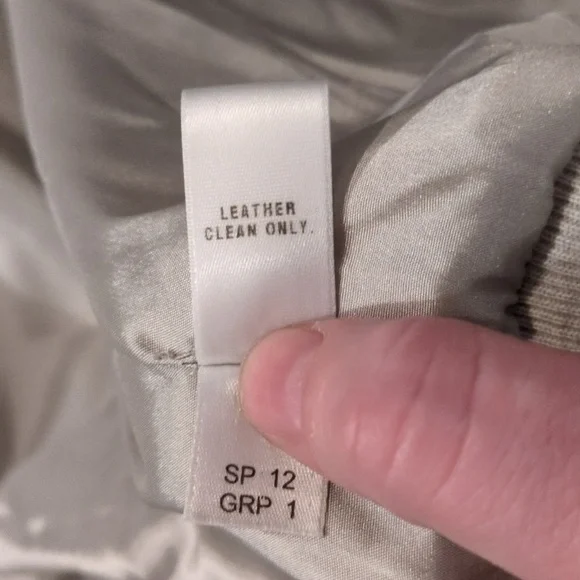 LEATHER
CLEAN ONLY.
SP 12
GRP 1